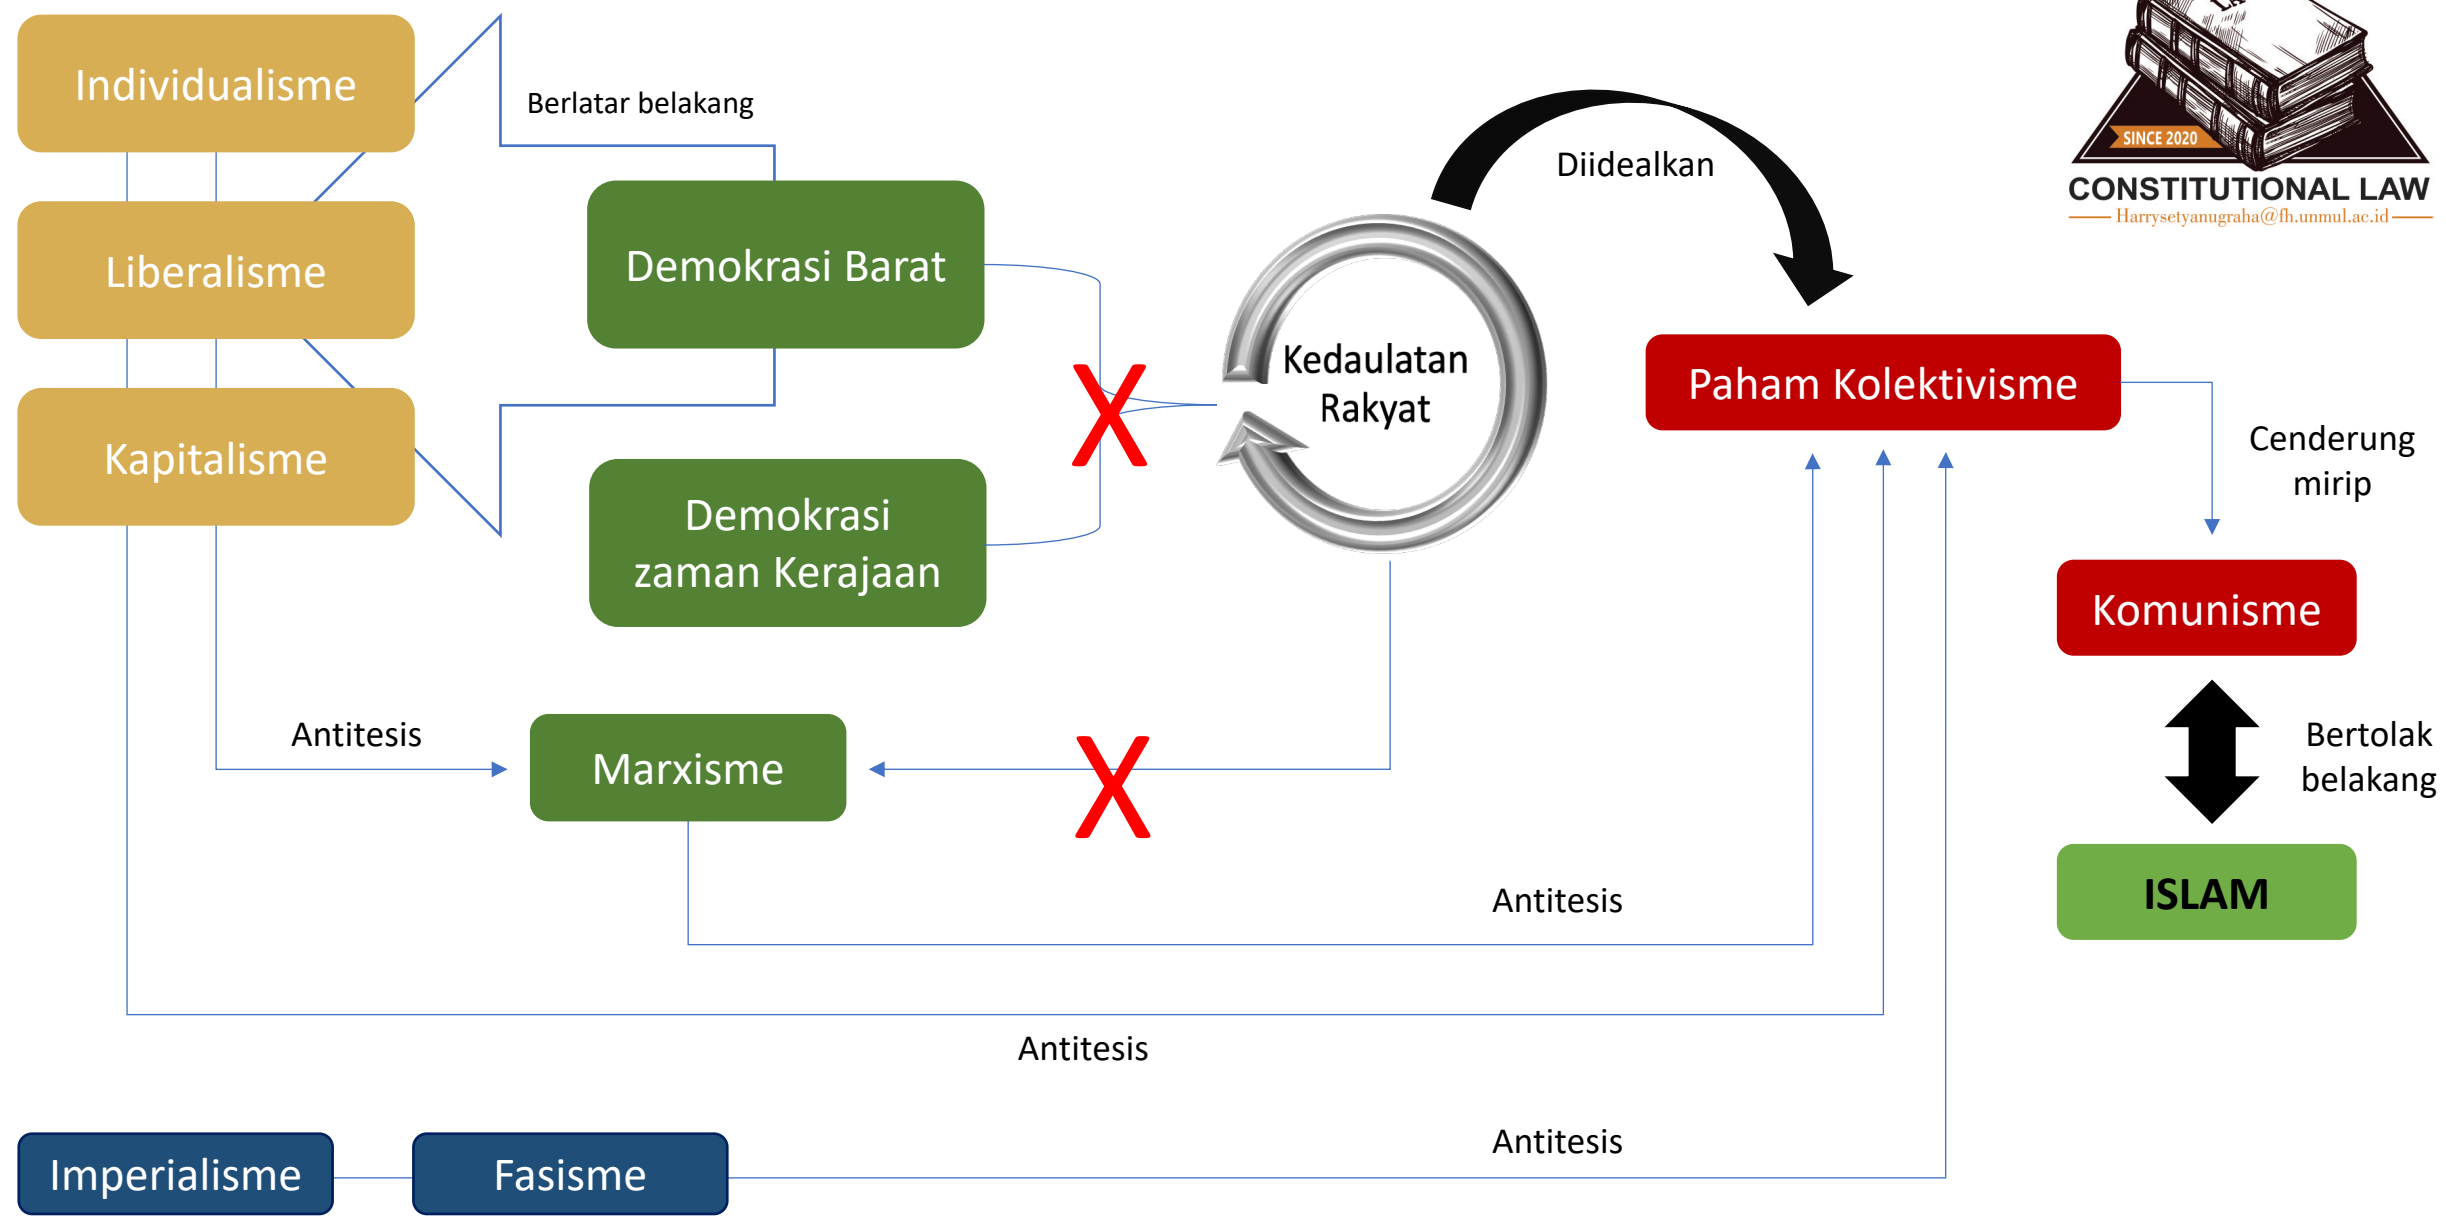 Individualisme
Liberalisme
Kapitalisme
Berlatar belakang
Demokrasi Barat
Demokrasi
zaman Kerajaan
X
Kedaulatan
Rakyat
Diidealkan
SINCE 2020
CONSTITUTIONAL LAW
Harrysetyanugraha@fh.unmul.ac.id
Paham Kolektivisme
Cenderung
mirip
Komunisme
Bertolak
belakang
ISLAM
Antitesis
Marxisme
X
Antitesis
Antitesis
Imperialisme
Fasisme
Antitesis